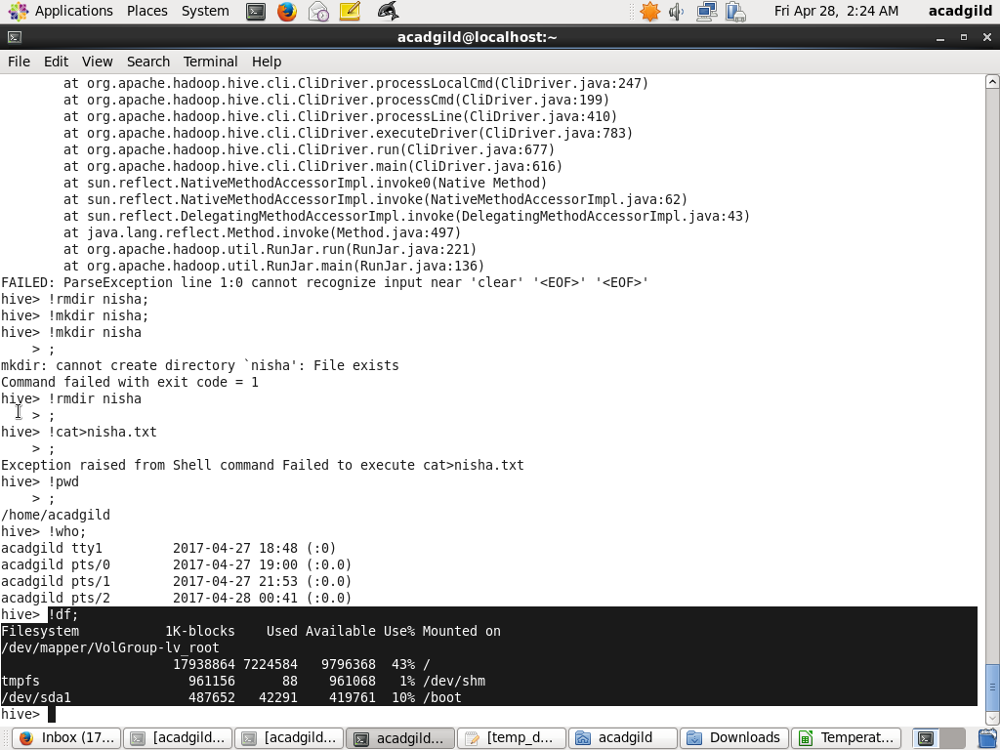 Applications Places System Fri Apr 28, 2:24 AM acadgild
acadgild@localhost:~
File Edit View Search Terminal Help
        at org.apache.hadoop.hive.cli.CliDriver.processLocalCmd(CliDriver.java:247)
        at org.apache.hadoop.hive.cli.CliDriver.processCmd(CliDriver.java:199)
        at org.apache.hadoop.hive.cli.CliDriver.processLine(CliDriver.java:410)
        at org.apache.hadoop.hive.cli.CliDriver.executeDriver(CliDriver.java:783)
        at org.apache.hadoop.hive.cli.CliDriver.run(CliDriver.java:677)
        at org.apache.hadoop.hive.cli.CliDriver.main(CliDriver.java:616)
        at sun.reflect.NativeMethodAccessorImpl.invoke0(Native Method)
        at sun.reflect.NativeMethodAccessorImpl.invoke(NativeMethodAccessorImpl.java:62)
        at sun.reflect.DelegatingMethodAccessorImpl.invoke(DelegatingMethodAccessorImpl.java:43)
        at java.lang.reflect.Method.invoke(Method.java:497)
        at org.apache.hadoop.util.RunJar.run(RunJar.java:221)
        at org.apache.hadoop.util.RunJar.main(RunJar.java:136)
FAILED: ParseException line 1:0 cannot recognize input near 'clear' '<EOF>' '<EOF>'
hive> !rmdir nisha;
hive> !mkdir nisha;
hive> !mkdir nisha
    > ;
mkdir: cannot create directory `nisha': File exists
Command failed with exit code = 1
hive> !rmdir nisha
    > ;
hive> !cat>nisha.txt
    > ;
Exception raised from Shell command Failed to execute cat>nisha.txt
hive> !pwd
    > ;
/home/acadgild
hive> !who;
acadgild tty1         2017-04-27 18:48 (:0)
acadgild pts/0        2017-04-27 19:00 (:0.0)
acadgild pts/1        2017-04-27 21:53 (:0.0)
acadgild pts/2        2017-04-28 00:41 (:0.0)
hive> !df;
Filesystem           1K-blocks    Used Available Use% Mounted on
/dev/mapper/VolGroup-lv_root
                      17938864 7224584   9796368  43% /
tmpfs                   961156      88    961068   1% /dev/shm
/dev/sda1               487652   42291    419761  10% /boot
hive>
Inbox (17... [acadgild... [acadgild... acadgild... [temp_d... acadgild Downloads Temperat...